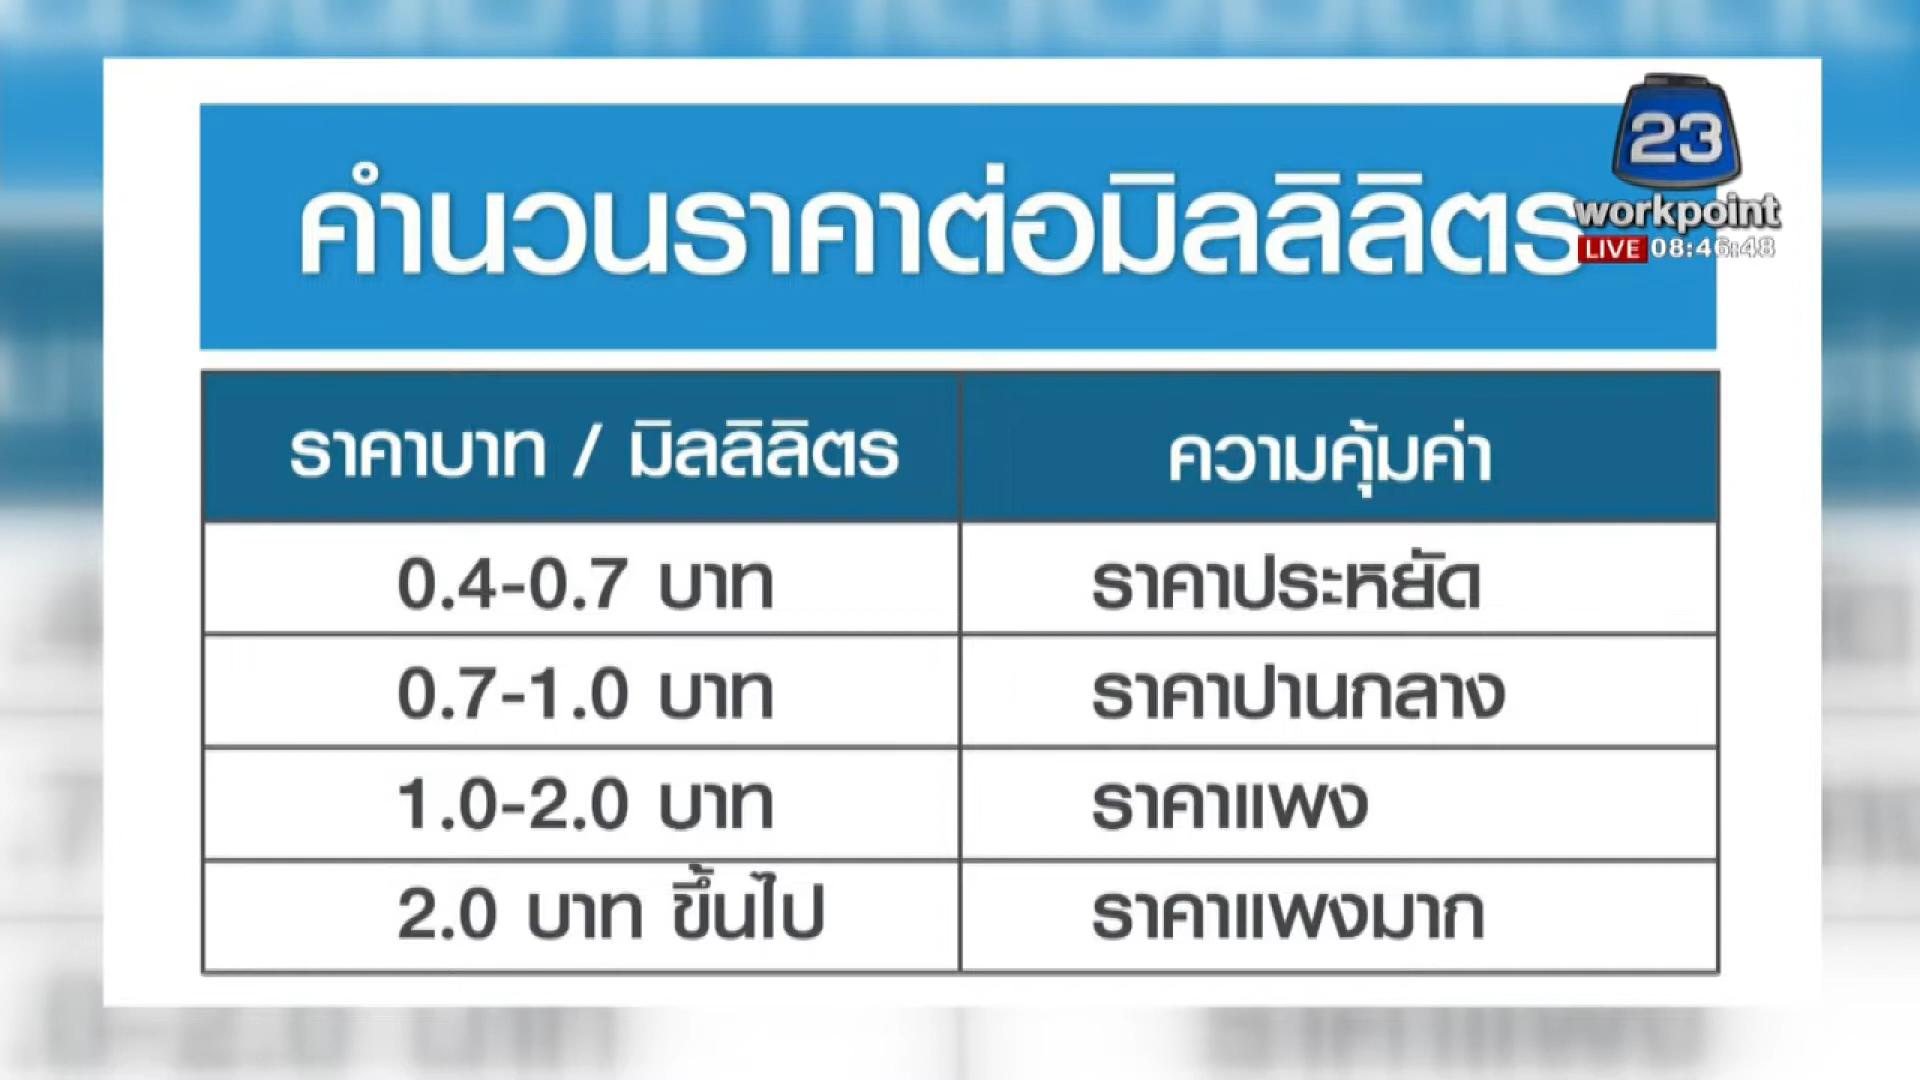 คำนวนราคาต่อมิลลิลิตร
23
workpoint
LIVE 08:46:48
ราคาบาท / มิลลิลิตร ความคุ้มค่า
0.4-0.7 บาท ราคาประหยัด
0.7-1.0 บาท ราคาปานกลาง
1.0-2.0 บาท ราคาแพง
2.0 บาท ขึ้นไป ราคาแพงมาก